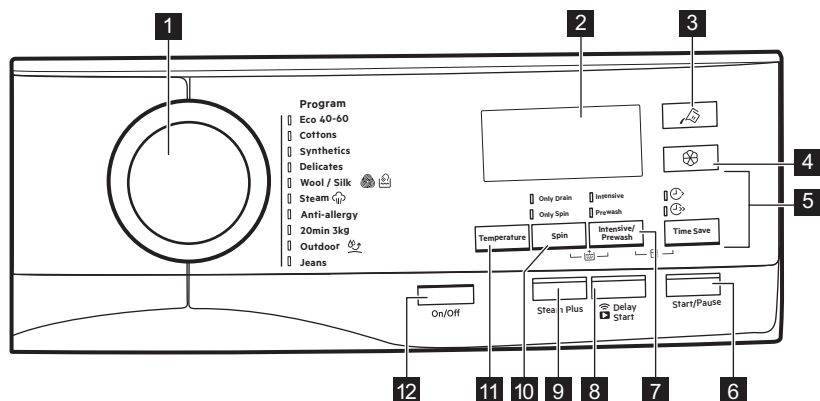 1
2
3
Program
Eco 40-60
Cottons
Synthetics
Delicates
Wool / Silk
Steam
Anti-allergy
20min 3kg
Outdoor
Jeans
4
5
Only Drain
Intensive
Only Spin
Prewash
Temperature
Spin
Intensive/
Prewash
Time Save
On/Off
Steam Plus
Delay
Start
Start/Pause
12
11
10
9
8
7
6